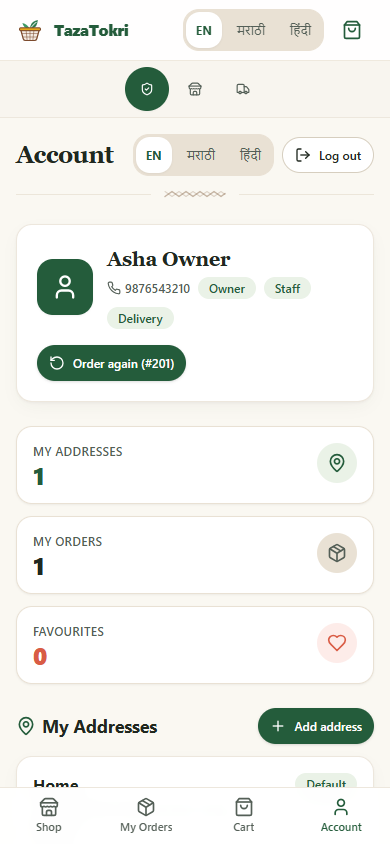 TazaTokri
EN मराठी हिंदी
Account
EN मराठी हिंदी
Log out
Asha Owner
9876543210 Owner Staff
Delivery
Order again (#201)
MY ADDRESSES
1
MY ORDERS
1
FAVOURITES
0
My Addresses
Add address
Home
Default
Shop My Orders Cart Account